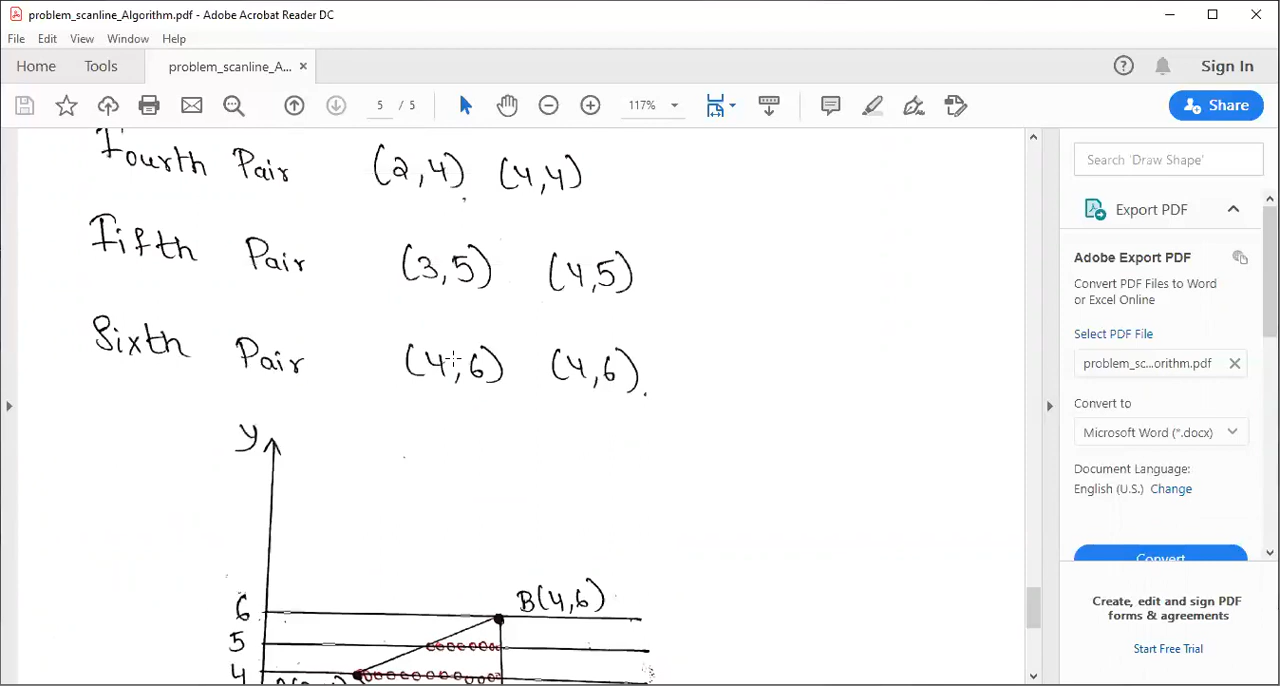 problem_scanline_Algorithm.pdf - Adobe Acrobat Reader DC
File Edit View Window Help
Home Tools problem_scanline_A... × Sign In
5 / 5 117% Share
Fourth Pair (2,4) (4,4)
Search 'Draw Shape'
Export PDF
Fifth Pair (3,5) (4,5)
Adobe Export PDF
Convert PDF Files to Word
or Excel Online
Select PDF File
Sixth Pair (4,6) (4,6).
problem_sc...orithm.pdf
Convert to
Microsoft Word (*.docx)
y
Document Language:
English (U.S.) Change
Convert
6 B(4,6)
5
4
Create, edit and sign PDF
forms & agreements
Start Free Trial